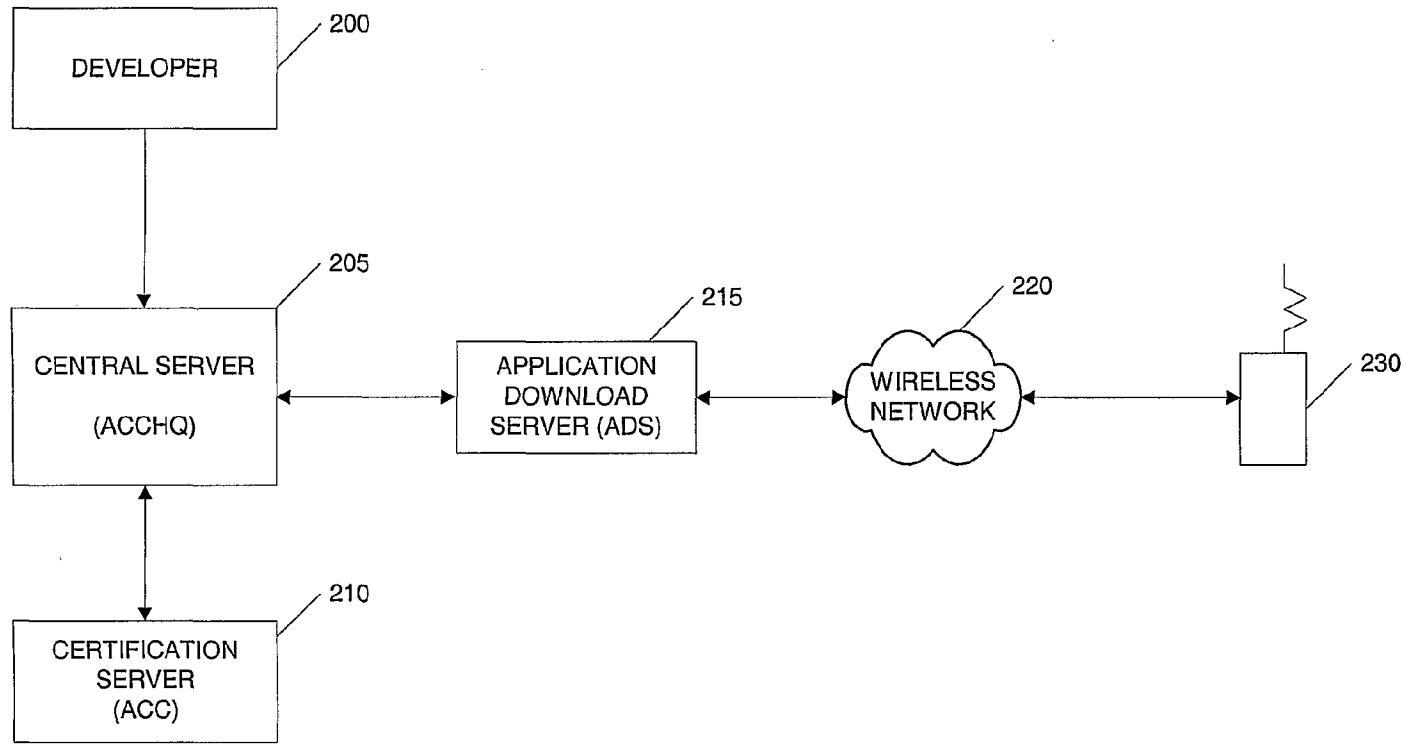 200
DEVELOPER
205
CENTRAL SERVER
(ACCHQ)
215
APPLICATION
DOWNLOAD
SERVER (ADS)
220
WIRELESS
NETWORK
230
210
CERTIFICATION
SERVER
(ACC)